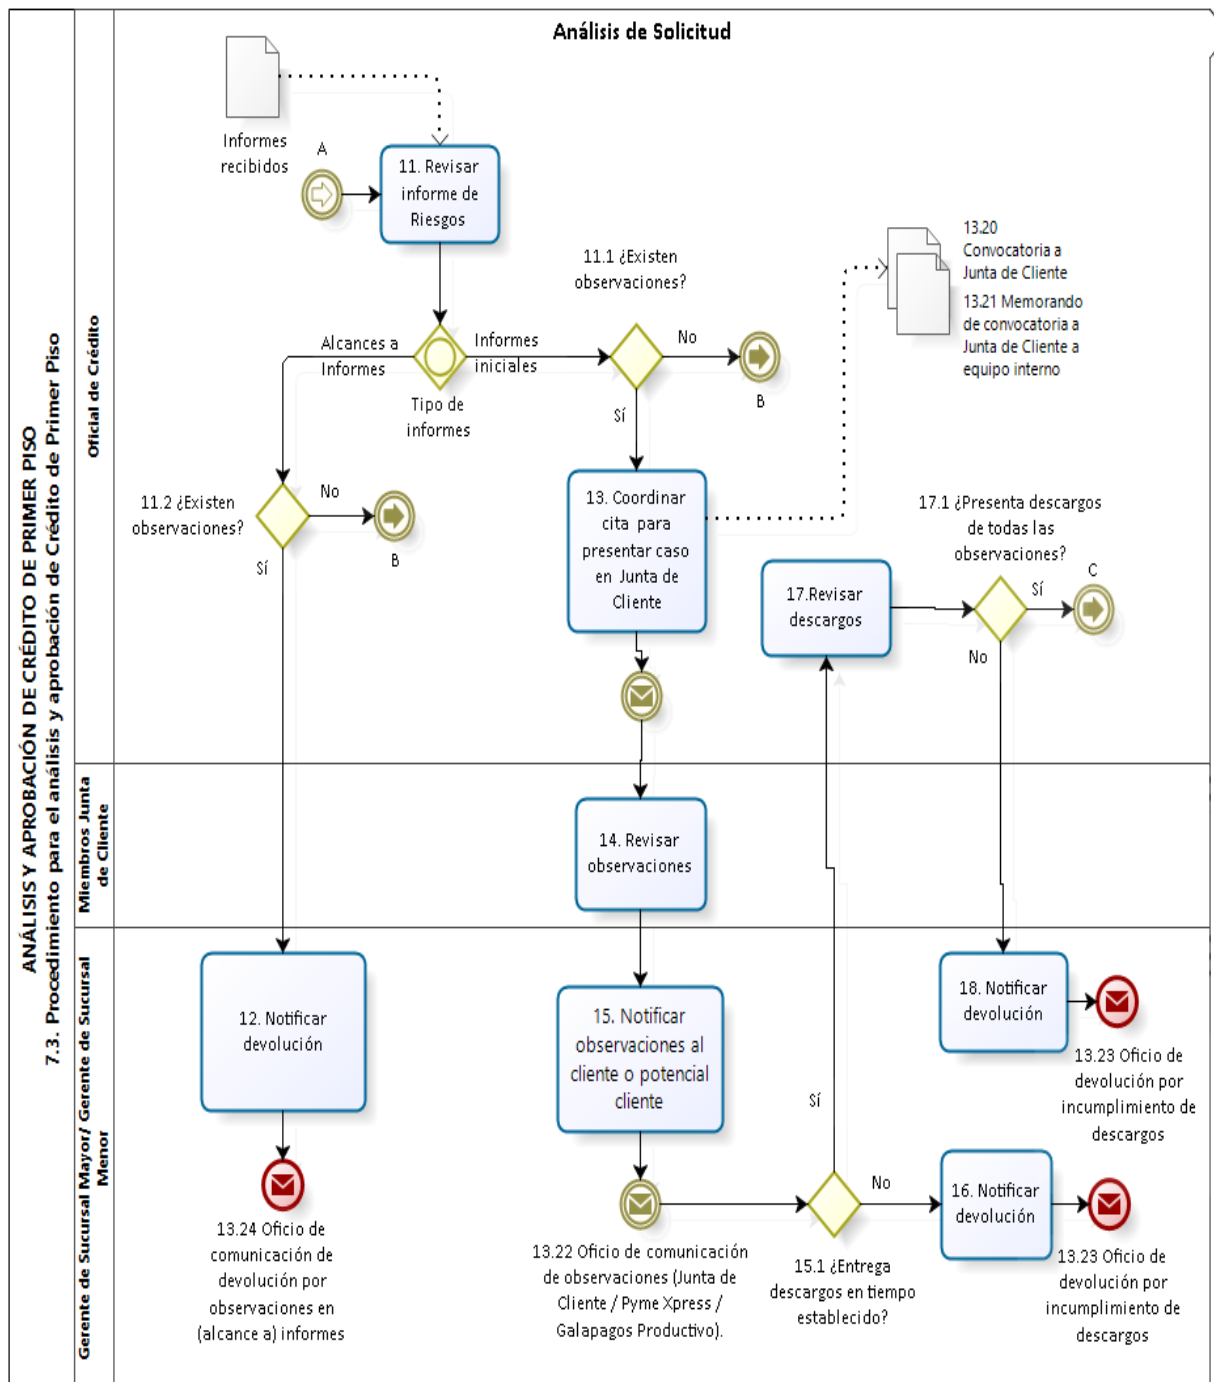 ANÁLISIS Y APROBACIÓN DE CRÉDITO DE PRIMER PISO
7.3. Procedimiento para el análisis y aprobación de Crédito de Primer Piso
Análisis de Solicitud
Oficial de Crédito
Informes
recibidos
A
11. Revisar
informe de
Riesgos
Alcances a
Informes
Informes
iniciales
Tipo de
informes
11.1 ¿Existen
observaciones?
No
B
Sí
13.20
Convocatoria a
Junta de Cliente
13.21 Memorando
de convocatoria a
Junta de Cliente a
equipo interno
11.2 ¿Existen
observaciones?
No
B
Sí
13. Coordinar
cita para
presentar caso
en Junta de
Cliente
17.Revisar
descargos
17.1 ¿Presenta descargos
de todas las
observaciones?
Sí
C
No
Miembros Junta
de Cliente
14. Revisar
observaciones
Gerente de Sucursal Mayor/ Gerente de Sucursal
Menor
12. Notificar
devolución
13.24 Oficio de
comunicación de
devolución por
observaciones en
(alcance a) informes
15. Notificar
observaciones al
cliente o potencial
cliente
13.22 Oficio de comunicación
de observaciones (Junta de
Cliente / Pyme Xpress /
Galapagos Productivo).
Sí
No
15.1 ¿Entrega
descargos en tiempo
establecido?
18. Notificar
devolución
13.23 Oficio de
devolución por
incumplimiento de
descargos
16. Notificar
devolución
13.23 Oficio de
devolución por
incumplimiento de
descargos